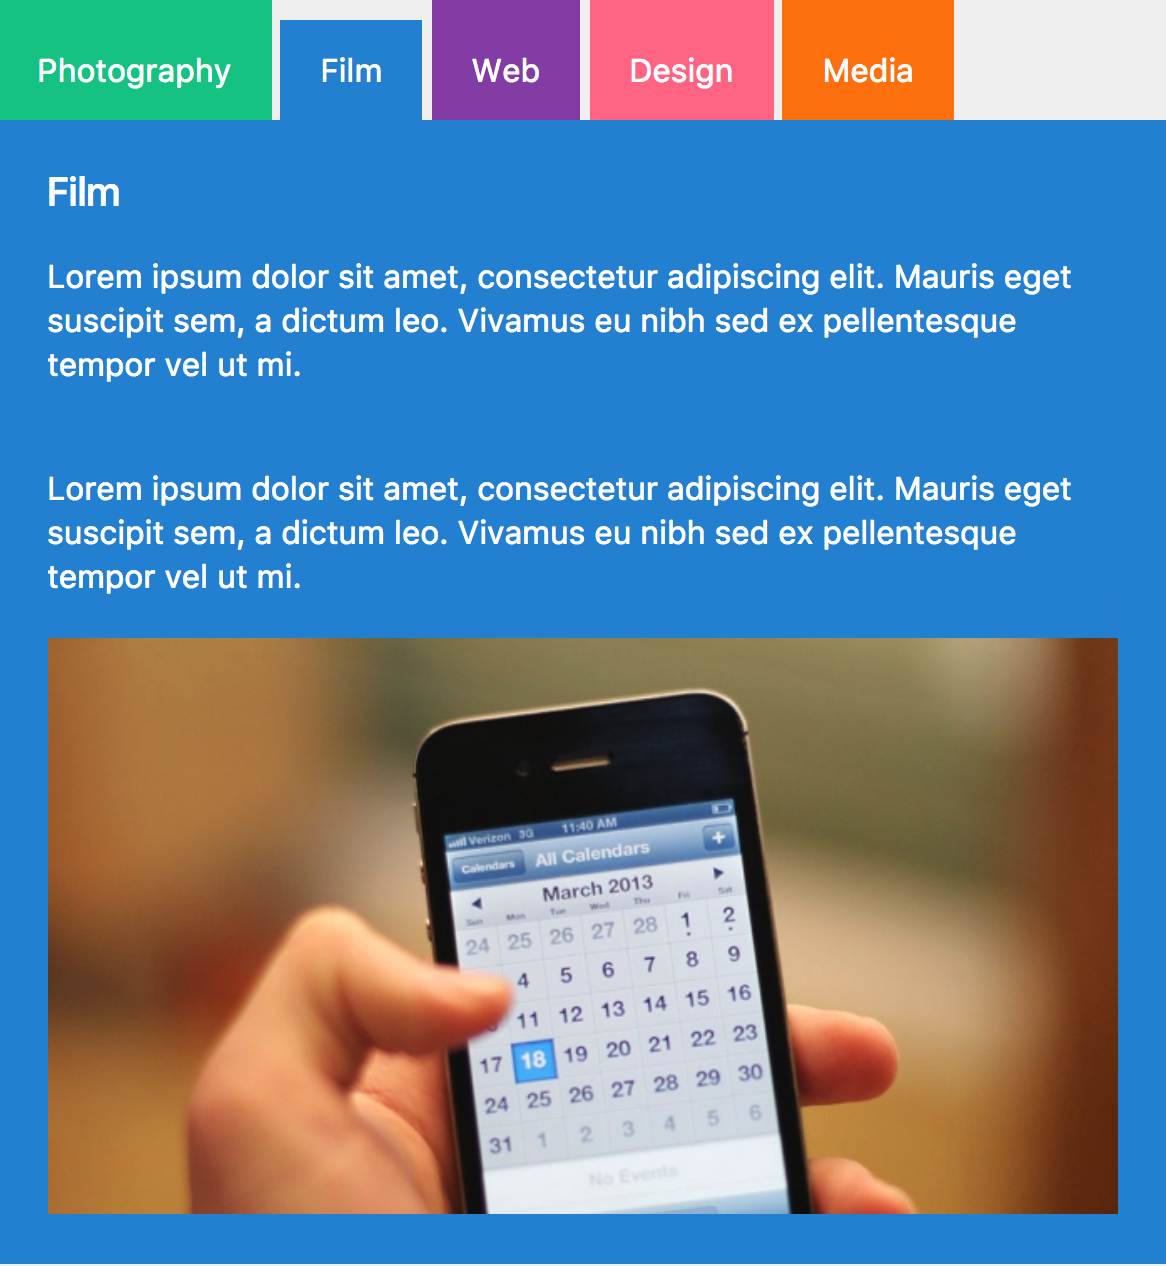 Photography Film Web Design Media
Film
Lorem ipsum dolor sit amet, consectetur adipiscing elit. Mauris eget
suscipit sem, a dictum leo. Vivamus eu nibh sed ex pellentesque
tempor vel ut mi.
Lorem ipsum dolor sit amet, consectetur adipiscing elit. Mauris eget
suscipit sem, a dictum leo. Vivamus eu nibh sed ex pellentesque
tempor vel ut mi.
Verizon 3G 11:40 AM
Calendars All Calendars +
March 2013
Sun Mon Tue Wed Thu Fri Sat
24 25 26 27 28 1 2
4 5 6 7 8 9
11 12 13 14 15 16
17 18 19 20 21 22 23
24 25 26 27 28 29 30
31 1 2 3 4 5 6
No Events